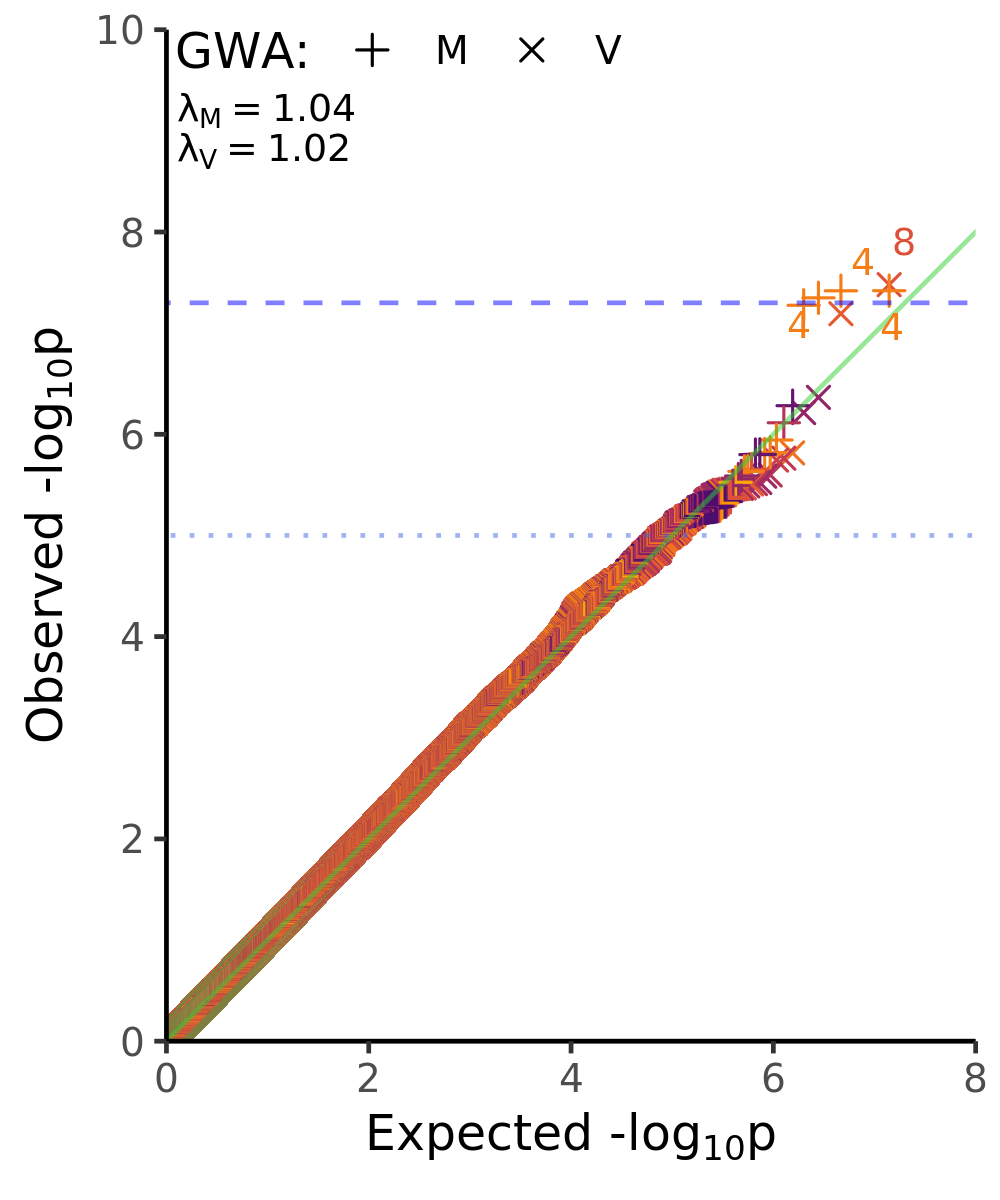 10
GWA: + M × V
λM = 1.04
λV = 1.02
8
8
4
4
4
6
4
2
0
0 2 4 6 8
Expected -log10p
Observed -log10p